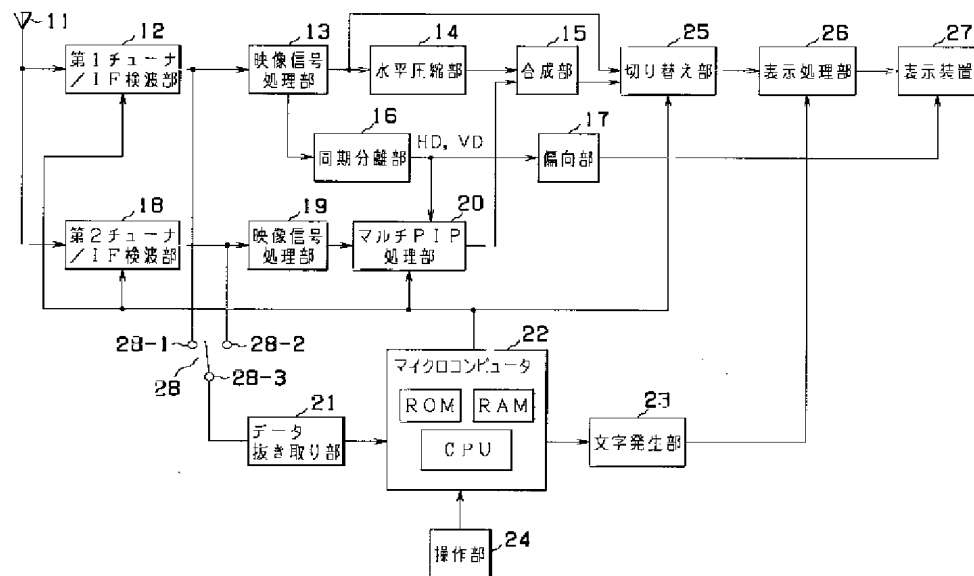 11
12
第1チューナ
/IF検波部
13
映像信号
処理部
14
水平圧縮部
15
合成部
25
切り替え部
26
表示処理部
27
表示装置
16
同期分離部
HD, VD
17
偏向部
18
第2チューナ
/IF検波部
19
映像信号
処理部
20
マルチPIP
処理部
28-1
28-2
28
28-3
22
マイクロコンピュータ
ROM
RAM
CPU
21
データ
抜き取り部
23
文字発生部
24
操作部